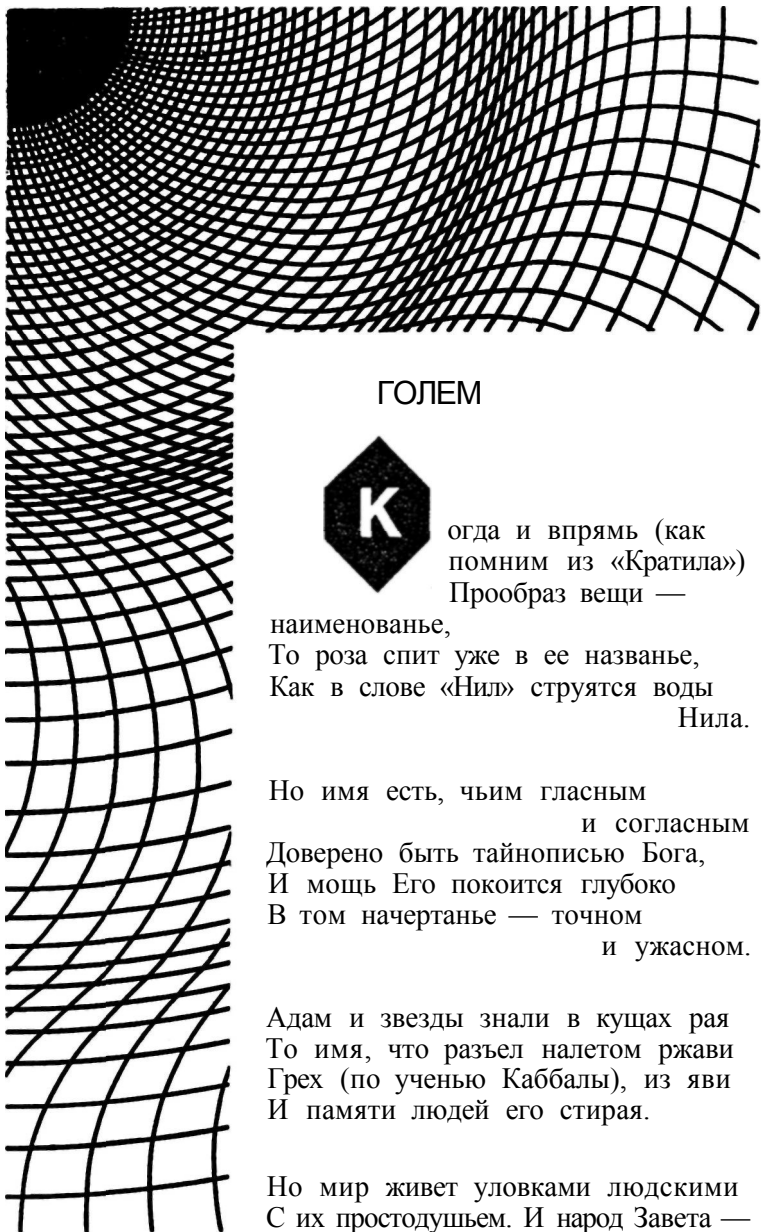 ГОЛЕМ
Когда и впрямь (как
помним из «Кратила»)
Прообраз вещи —
наименованье,
То роза спит уже в ее названье,
Как в слове «Нил» струятся воды
Нила.
Но имя есть, чьим гласным
и согласным
Доверено быть тайнописью Бога,
И мощь Его покоится глубоко
В том начертанье — точном
и ужасном.
Адам и звезды знали в кущах рая
То имя, что разъел налетом ржави
Грех (по ученью Каббалы), из яви
И памяти людей его стирая.
Но мир живет уловками людскими
С их простодушьем. И народ Завета —